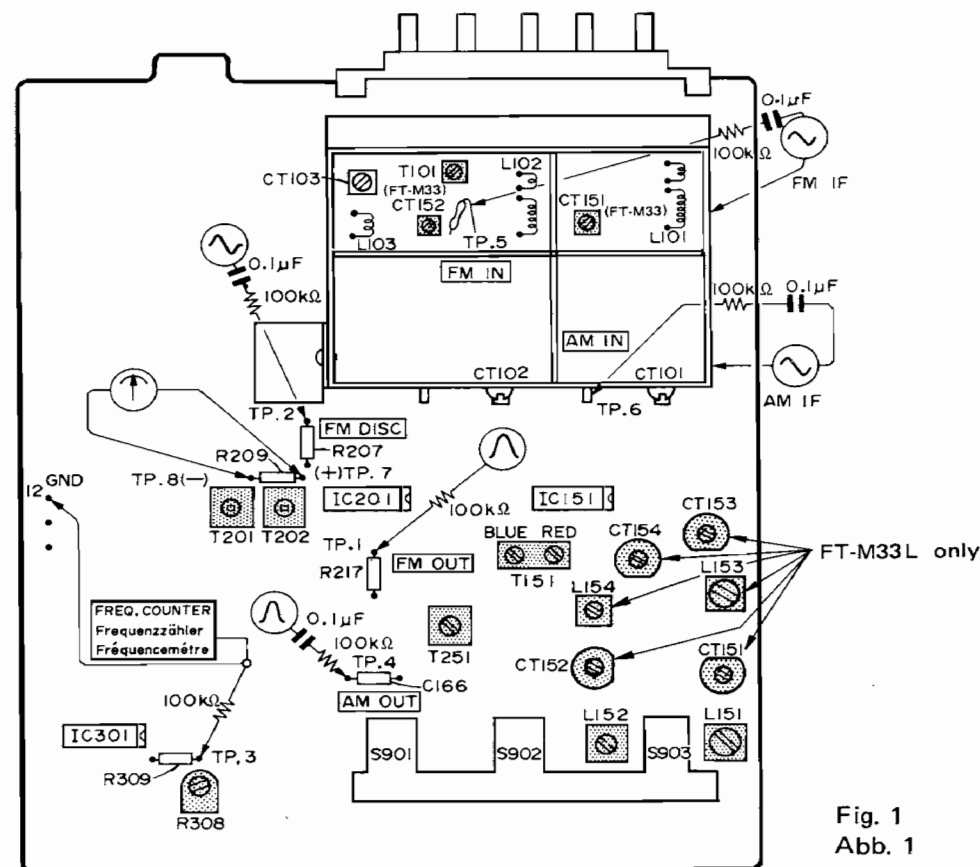 0.1µF
100kΩ
FM IF
CT103
T101
(FT-M33)
CT152
L102
L103
TP.5
CT151
(FT-M33)
L101
FM IN
0.1µF
100kΩ
100kΩ
0.1µF
AM IN
CT102
CT101
TP.6
AM IF
TP.2
FM DISC
R207
R209
TP.8(−)
(+)TP.7
12
GND
T201
T202
IC201
100kΩ
IC151
TP.1
FM OUT
R217
BLUE RED
T151
CT154
CT153
FT-M33L only
L154
L153
FREQ. COUNTER
Frequenzzähler
Fréquencemétre
0.1µF
100kΩ
TP.4
T251
C166
AM OUT
CT152
CT151
100kΩ
IC301
TP.3
R309
R308
S901
S902
S903
L152
L151
Fig. 1
Abb. 1